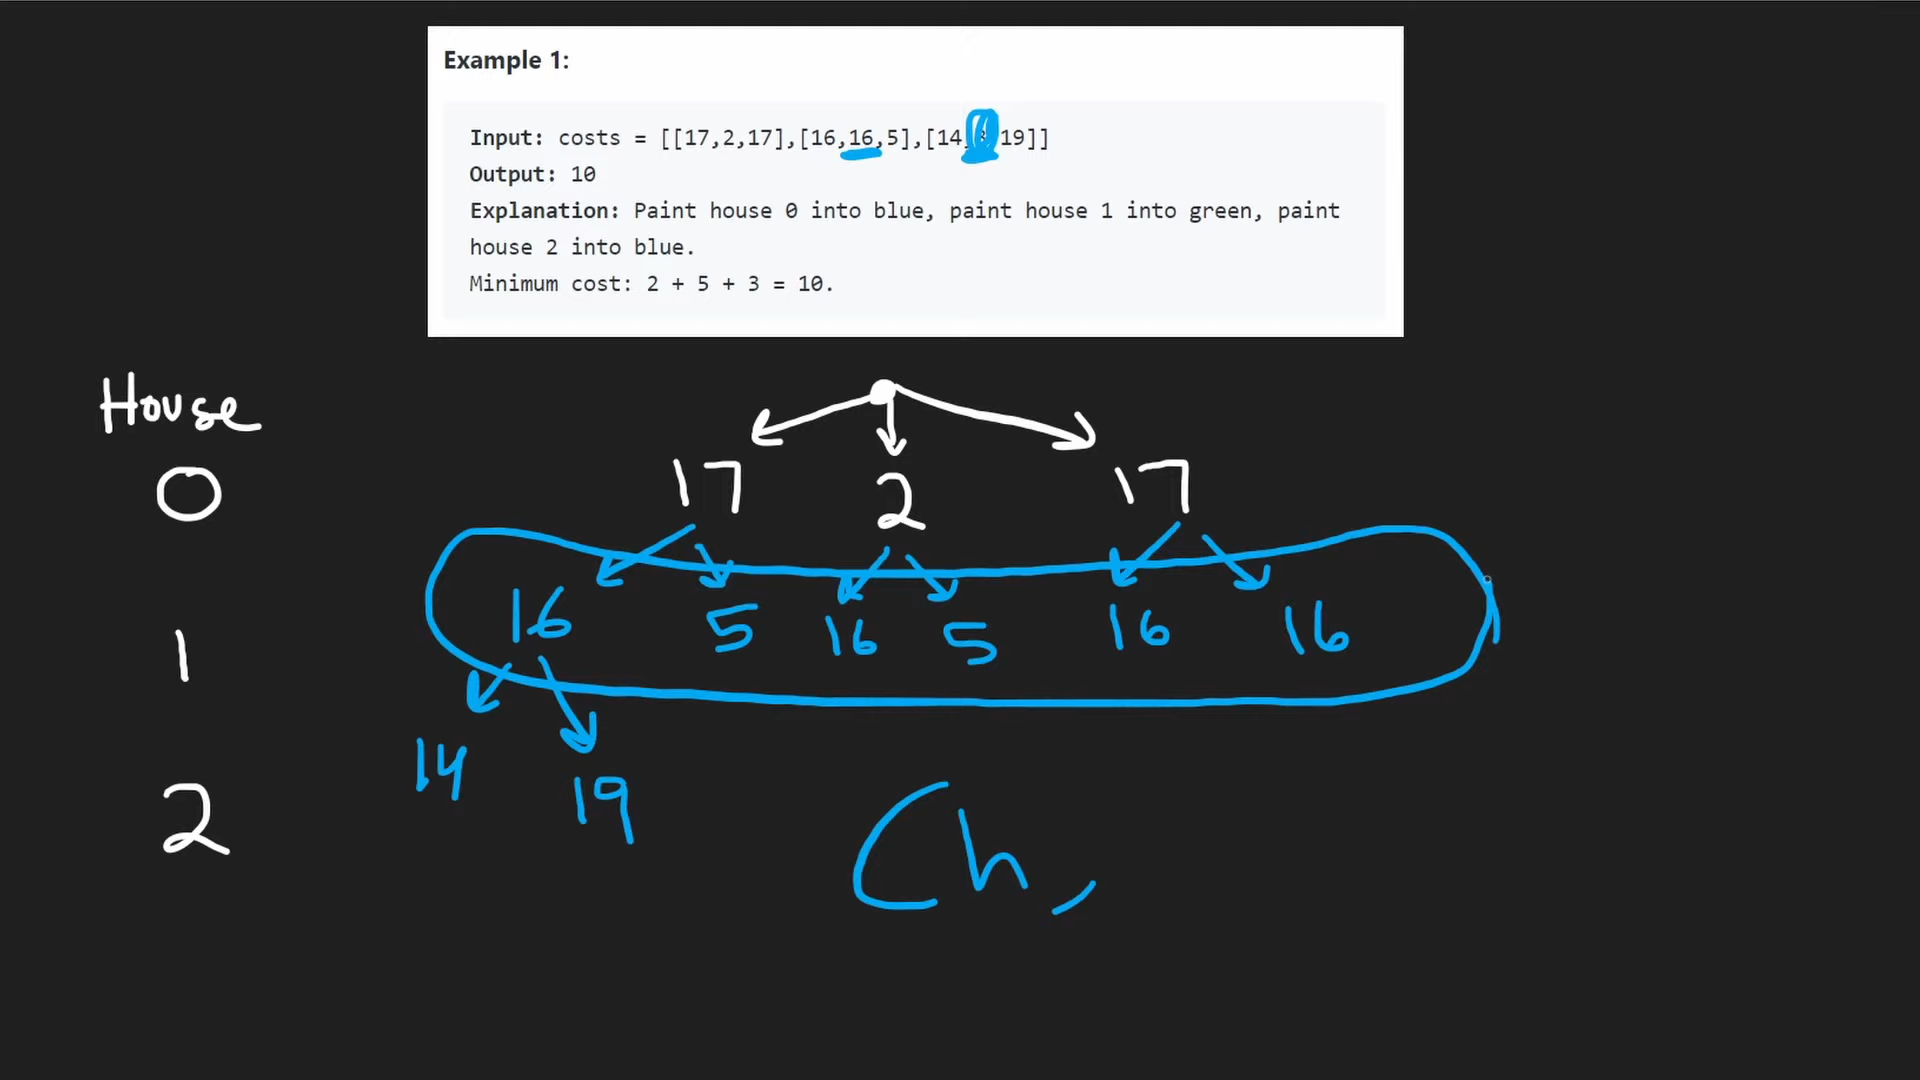 Example 1:
Input: costs = [[17,2,17],[16,16,5],[14, 19]]
Output: 10
Explanation: Paint house 0 into blue, paint house 1 into green, paint
house 2 into blue.
Minimum cost: 2 + 5 + 3 = 10.
House
0
17 2 17
1
16 5 16 5 16 16
2
14 19
Ch,